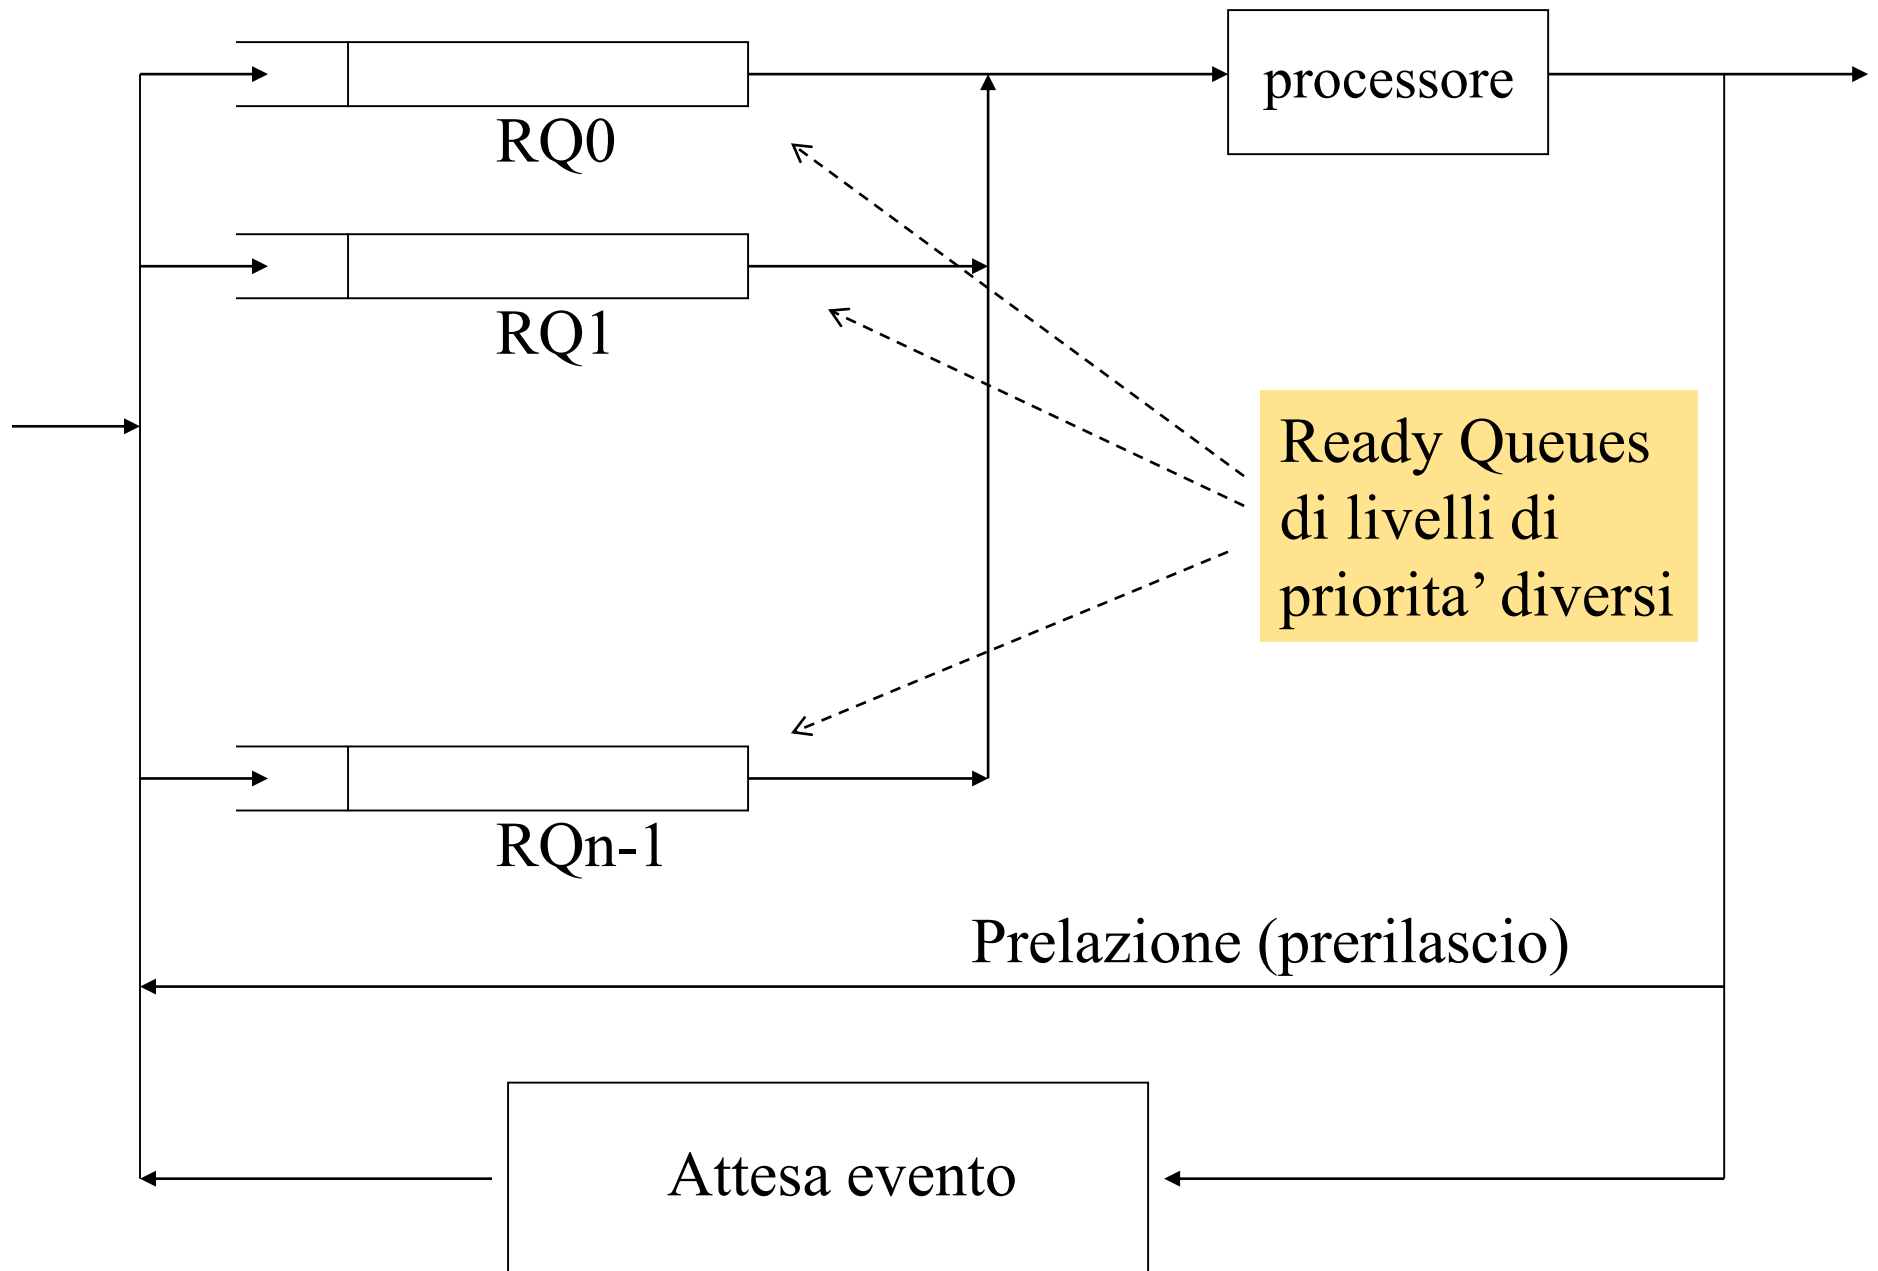 processore
RQ0
RQ1
Ready Queues
di livelli di
priorita’ diversi
RQn-1
Prelazione (prerilascio)
Attesa evento